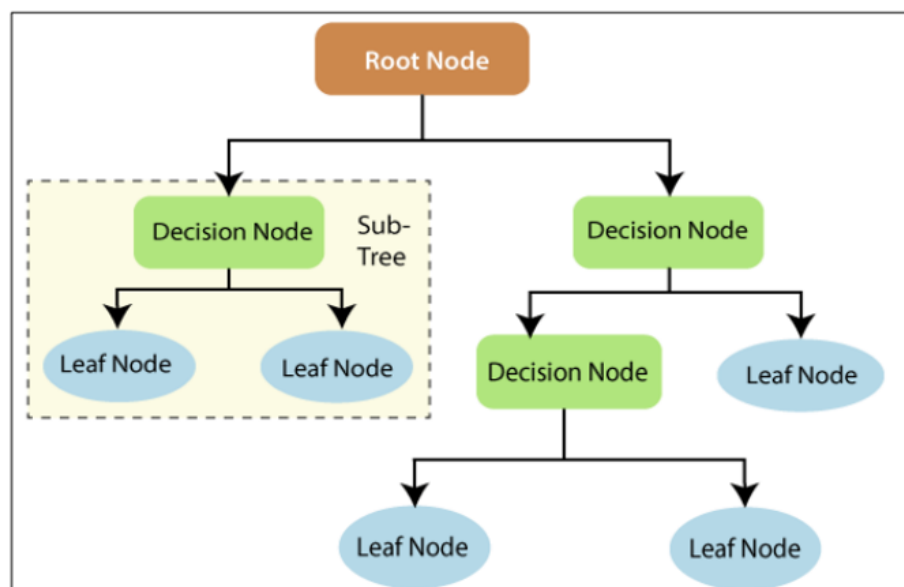 Root Node
Decision Node
Sub-
Tree
Decision Node
Leaf Node
Leaf Node
Decision Node
Leaf Node
Leaf Node
Leaf Node